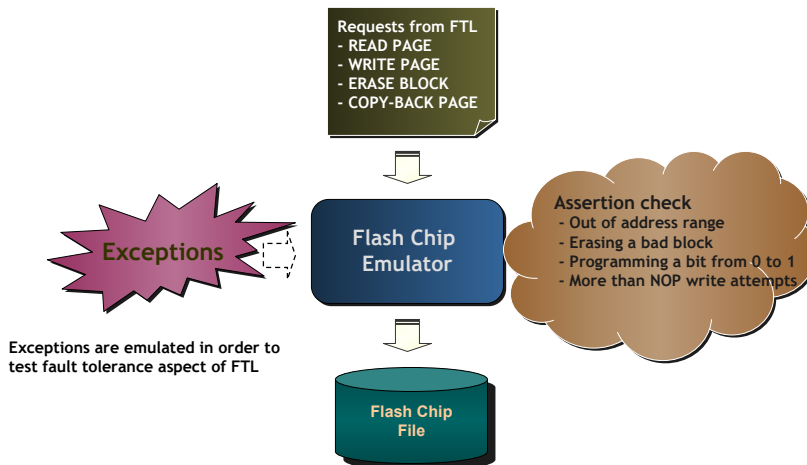 Requests from FTL
- READ PAGE
- WRITE PAGE
- ERASE BLOCK
- COPY-BACK PAGE
Exceptions
Flash Chip
Emulator
Assertion check
- Out of address range
- Erasing a bad block
- Programming a bit from 0 to 1
- More than NOP write attempts
Exceptions are emulated in order to
test fault tolerance aspect of FTL
Flash Chip
File